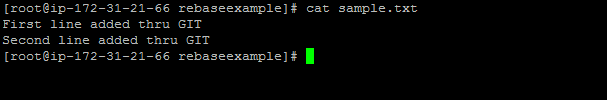 [root@ip-172-31-21-66 rebaseexample]# cat sample.txt
First line added thru GIT
Second line added thru GIT
[root@ip-172-31-21-66 rebaseexample]#